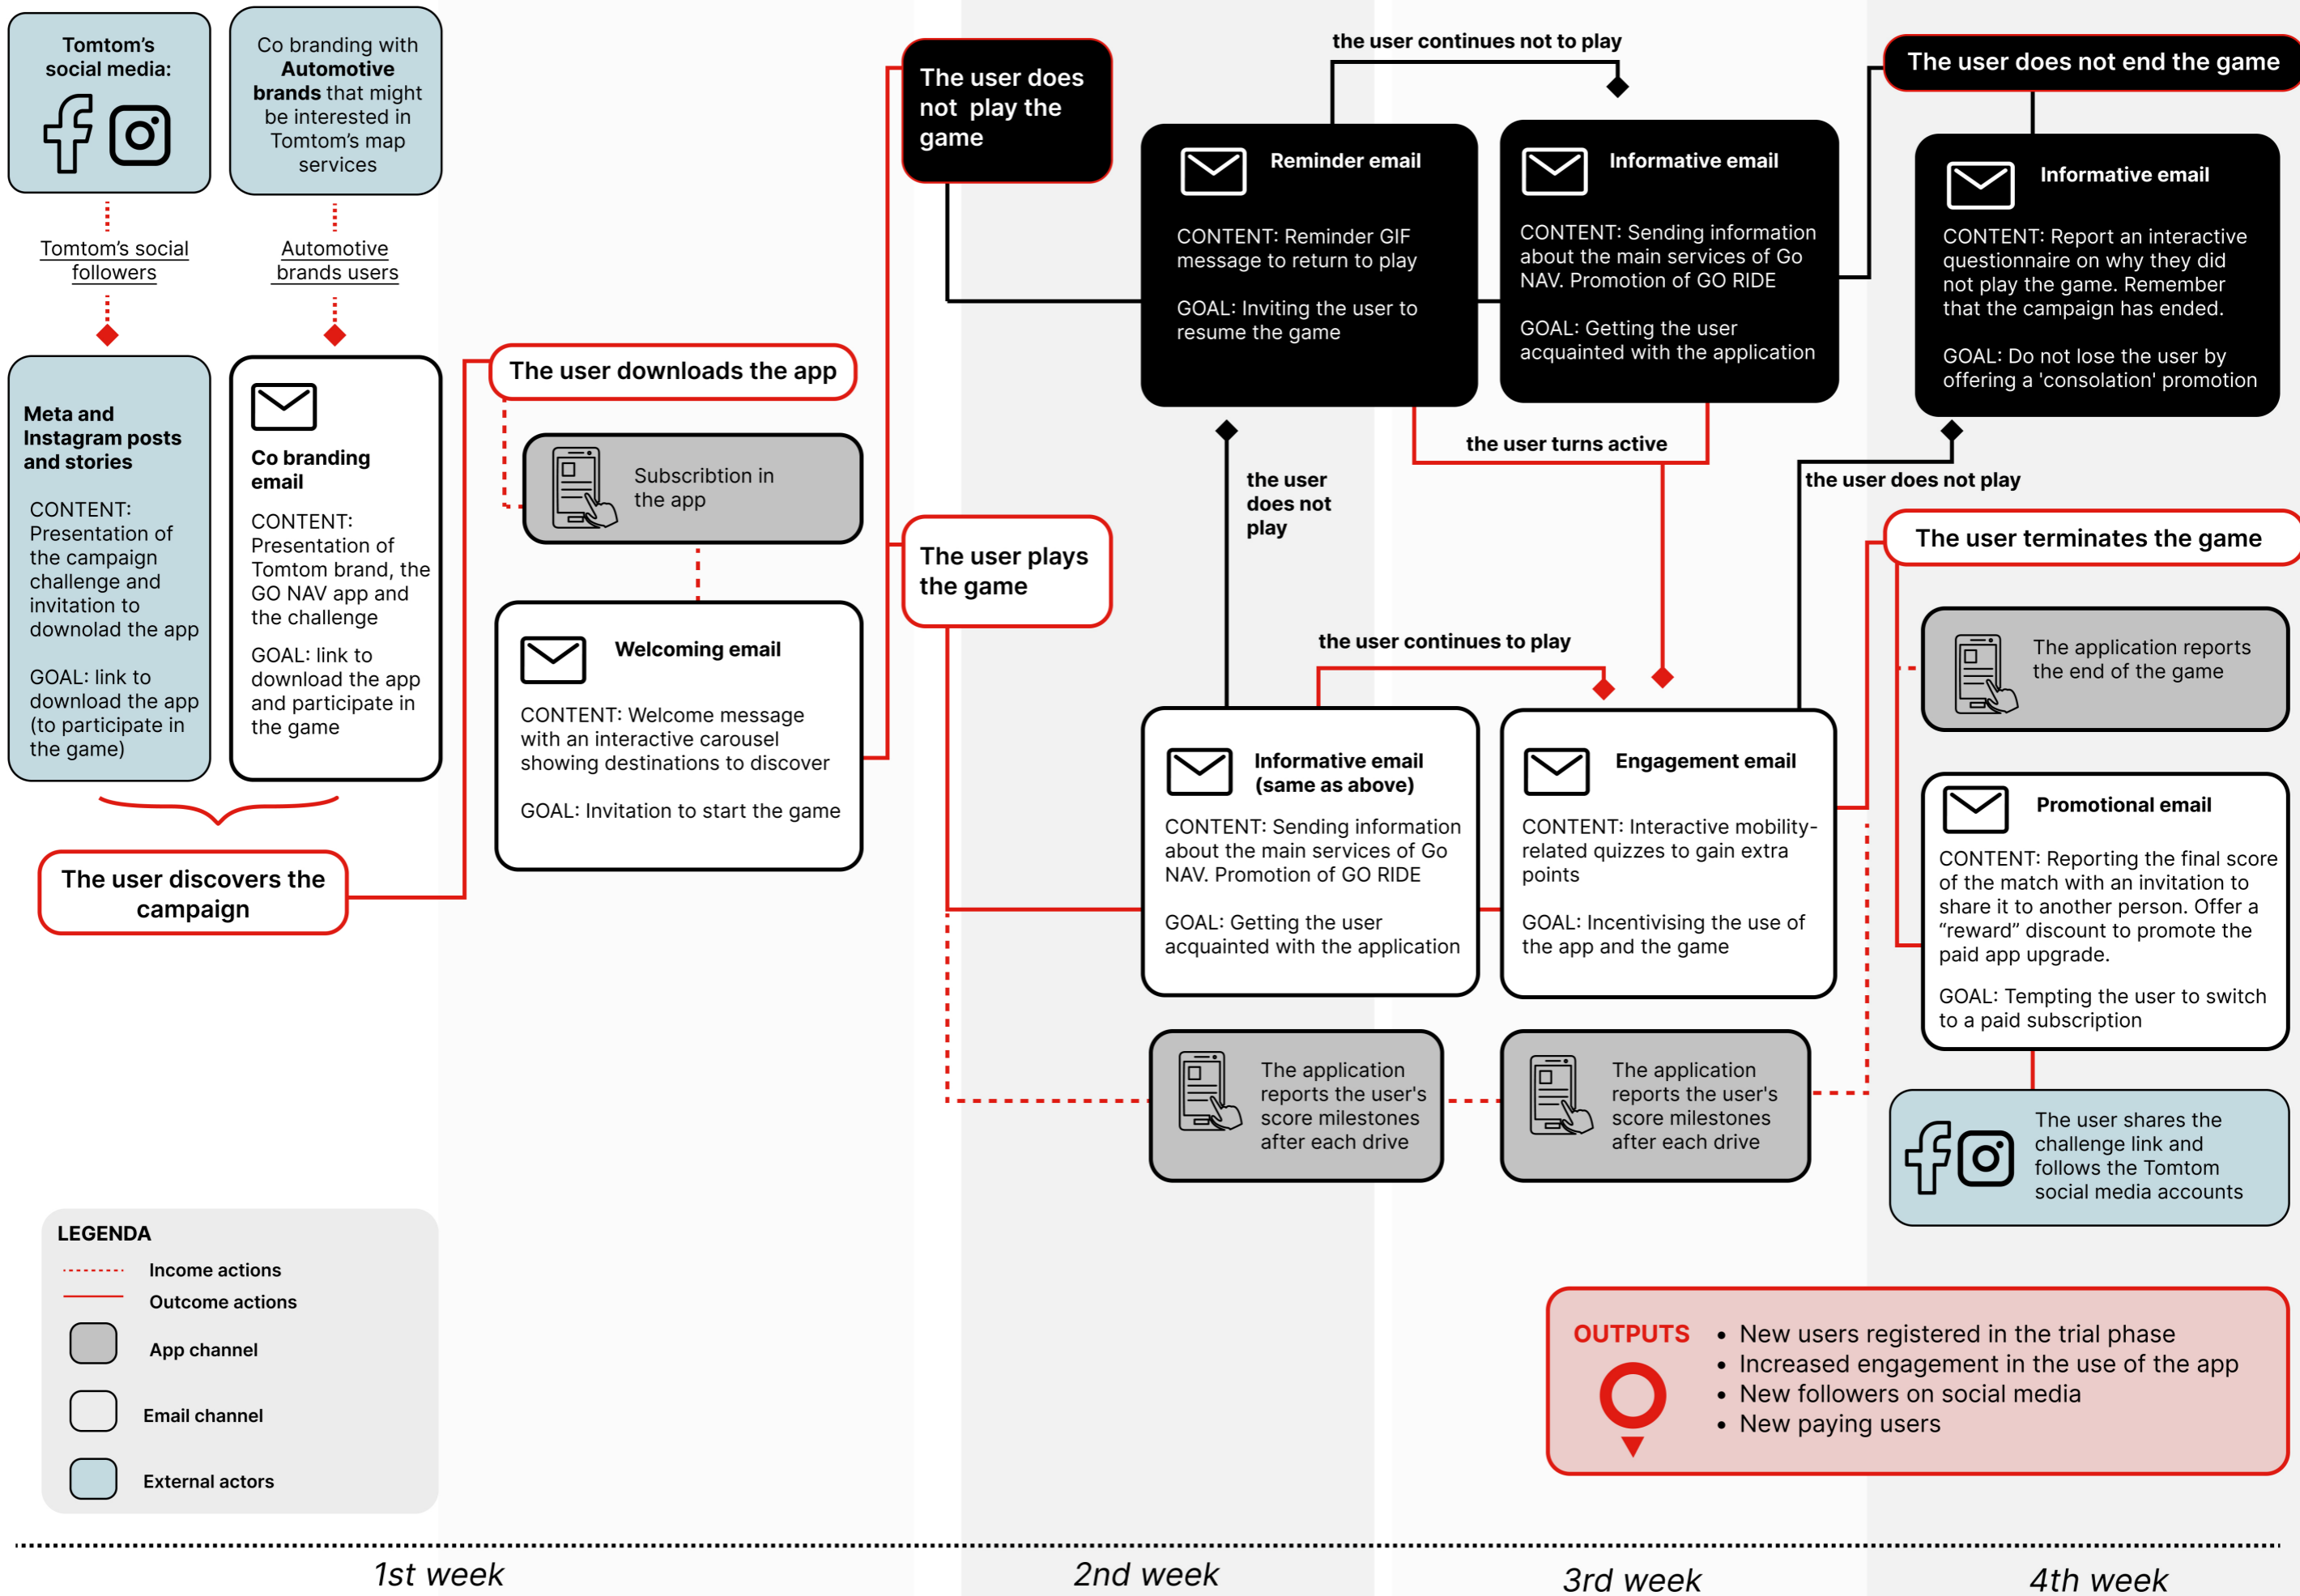 Tomtom's
social media:
Co branding with
Automotive
brands that might
be interested in
Tomtom's map
services
Tomtom's social
followers
Automotive
brands users
Meta and
Instagram posts
and stories
CONTENT:
Presentation of
the campaign
challenge and
invitation to
downolad the app
GOAL: link to
download the app
(to participate in
the game)
Co branding
email
CONTENT:
Presentation of
Tomtom brand, the
GO NAV app and
the challenge
GOAL: link to
download the app
and participate in
the game
The user discovers the
campaign
The user downloads the app
Subscribtion in
the app
Welcoming email
CONTENT: Welcome message
with an interactive carousel
showing destinations to discover
GOAL: Invitation to start the game
The user does
not play the
game
The user plays
the game
the user continues not to play
Reminder email
CONTENT: Reminder GIF
message to return to play
GOAL: Inviting the user to
resume the game
Informative email
CONTENT: Sending information
about the main services of Go
NAV. Promotion of GO RIDE
GOAL: Getting the user
acquainted with the application
the user turns active
the user
does not
play
the user continues to play
Informative email
(same as above)
CONTENT: Sending information
about the main services of Go
NAV. Promotion of GO RIDE
GOAL: Getting the user
acquainted with the application
Engagement email
CONTENT: Interactive mobility-
related quizzes to gain extra
points
GOAL: Incentivising the use of
the app and the game
The application
reports the user's
score milestones
after each drive
The application
reports the user's
score milestones
after each drive
The user does not end the game
Informative email
CONTENT: Report an interactive
questionnaire on why they did
not play the game. Remember
that the campaign has ended.
GOAL: Do not lose the user by
offering a 'consolation' promotion
the user does not play
The user terminates the game
The application reports
the end of the game
Promotional email
CONTENT: Reporting the final score
of the match with an invitation to
share it to another person. Offer a
“reward” discount to promote the
paid app upgrade.
GOAL: Tempting the user to switch
to a paid subscription
The user shares the
challenge link and
follows the Tomtom
social media accounts
LEGENDA
Income actions
Outcome actions
App channel
Email channel
External actors
OUTPUTS
• New users registered in the trial phase
• Increased engagement in the use of the app
• New followers on social media
• New paying users
1st week
2nd week
3rd week
4th week